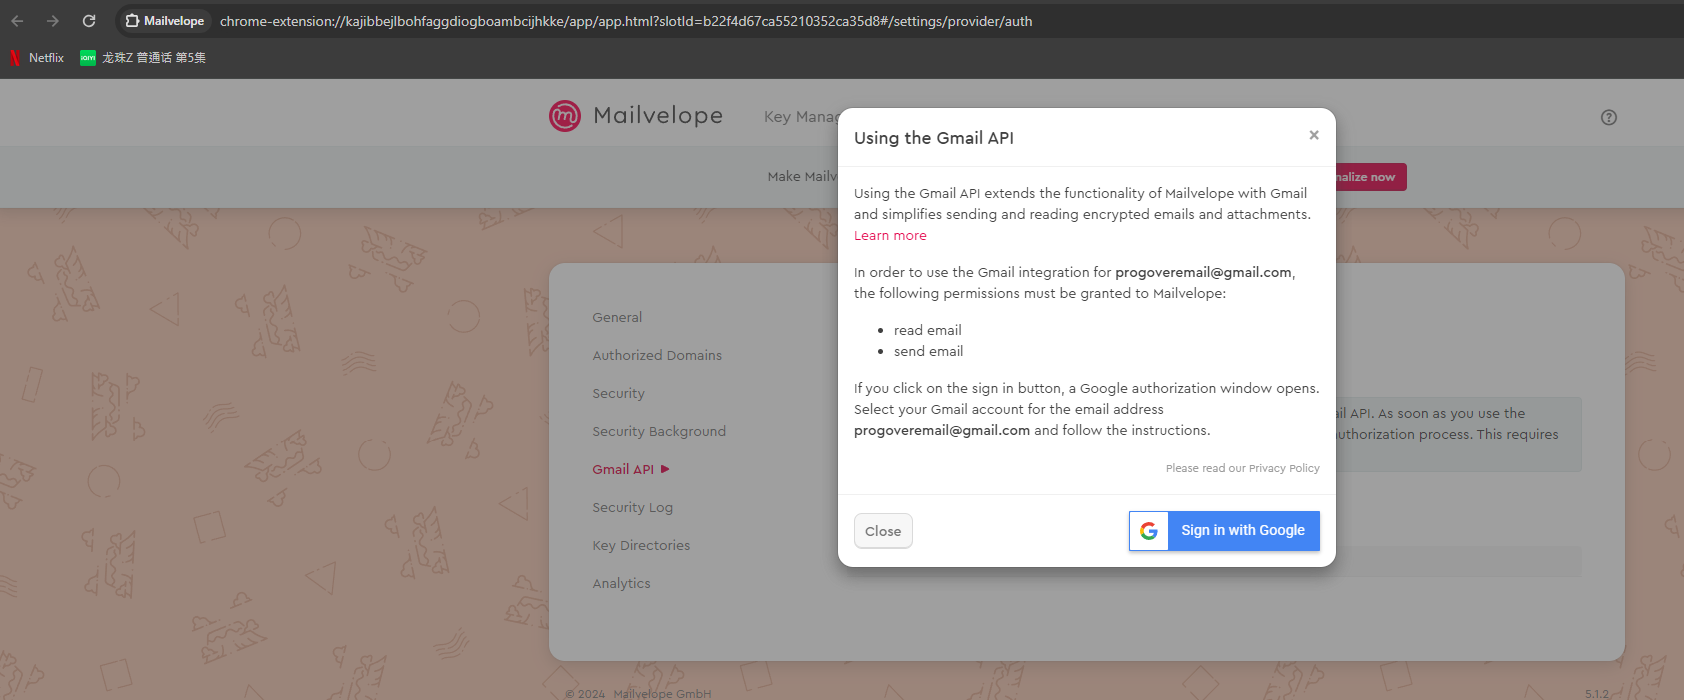 Mailvelope
chrome-extension://kajibbejlbohfaggdiogboambcijhkke/app/app.html?slotId=b22f4d67ca55210352ca35d8#/settings/provider/auth
Netflix
龙珠Z 普通话 第5集
Mailvelope
Key Manag
Using the Gmail API
×
Make Mailv
nalize now
Using the Gmail API extends the functionality of Mailvelope with Gmail
and simplifies sending and reading encrypted emails and attachments.
Learn more
In order to use the Gmail integration for progoveremail@gmail.com,
the following permissions must be granted to Mailvelope:
• read email
• send email
If you click on the sign in button, a Google authorization window opens.
Select your Gmail account for the email address
progoveremail@gmail.com and follow the instructions.
Please read our Privacy Policy
Close
Sign in with Google
General
Authorized Domains
Security
Security Background
Gmail API
Security Log
Key Directories
Analytics
ail API. As soon as you use the
uthorization process. This requires
© 2024 Mailvelope GmbH
5.1.2